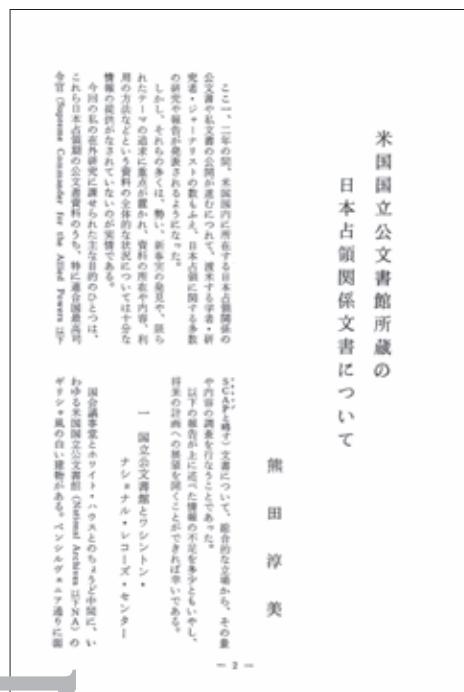 米国国立公文書館所蔵の
日本占領関係文書について
熊田淳美
ここ一、二年の間、米国国内に所在する日本占領関係の
公文書や私文書の公開が進むにつれて、渡米する学者・研
究者・ジャーナリストの数もふえ、日本占領に関する多数
の研究や報告が発表されるようになった。
しかし、それらの多くは、勢い、新事実の発見や、限ら
れたテーマの追求に重点が置かれ、資料の所在や内容、利
用の方法などという資料の全体的な状況については十分な
情報の提供がなされていないのが実情である。
今回の私の在外研究に課せられた主な目的のひとつは、
これら日本占領期の公文書資料のうち、特に連合国最高司
令官(Supreme Commander for the Allied Powers 以下
SCAPと略す)文書について、総合的な立場から、その量
や内容の調査を行なうことであった。
以下の報告が上に述べた情報の不足を多少ともいやし、
将来の計画への展望を開くことができれば幸いである。
一 国立公文書館とワシントン・
ナショナル・レコーズ・センター
国会議事堂とホワイト・ハウスとのちょうど中間に、い
わゆる米国国立公文書館(National Archives 以下NA)の
ギリシャ風の白い建物がある。ペンシルヴェニア通りに面
— 2 —